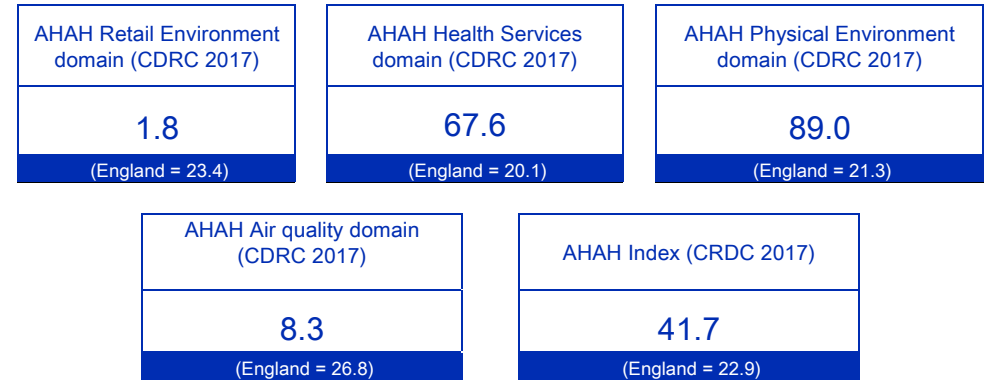 AHAH Retail Environment
domain (CDRC 2017)
1.8
(England = 23.4)
AHAH Health Services
domain (CDRC 2017)
67.6
(England = 20.1)
AHAH Physical Environment
domain (CDRC 2017)
89.0
(England = 21.3)
AHAH Air quality domain
(CDRC 2017)
8.3
(England = 26.8)
AHAH Index (CRDC 2017)
41.7
(England = 22.9)